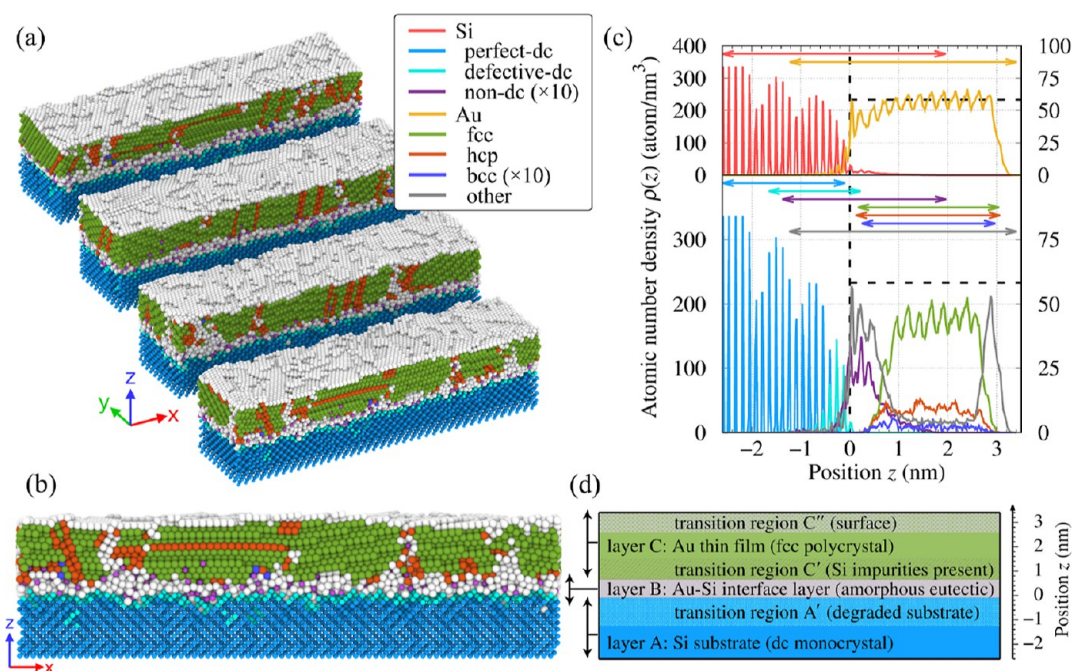 (a)
Si
perfect-dc
defective-dc
non-dc (×10)
Au
fcc
hcp
bcc (×10)
other
z
y
x
(b)
z
x
(c)
Atomic number density ρ(z) (atom/nm³)
400
300
200
100
0
100
75
50
25
0
300
200
100
0
75
50
25
0
−2
−1
0
1
2
3
Position z (nm)
(d)
transition region C″ (surface)
layer C: Au thin film (fcc polycrystal)
transition region C′ (Si impurities present)
layer B: Au-Si interface layer (amorphous eutectic)
transition region A′ (degraded substrate)
layer A: Si substrate (dc monocrystal)
3
2
1
0
−1
−2
Position z (nm)